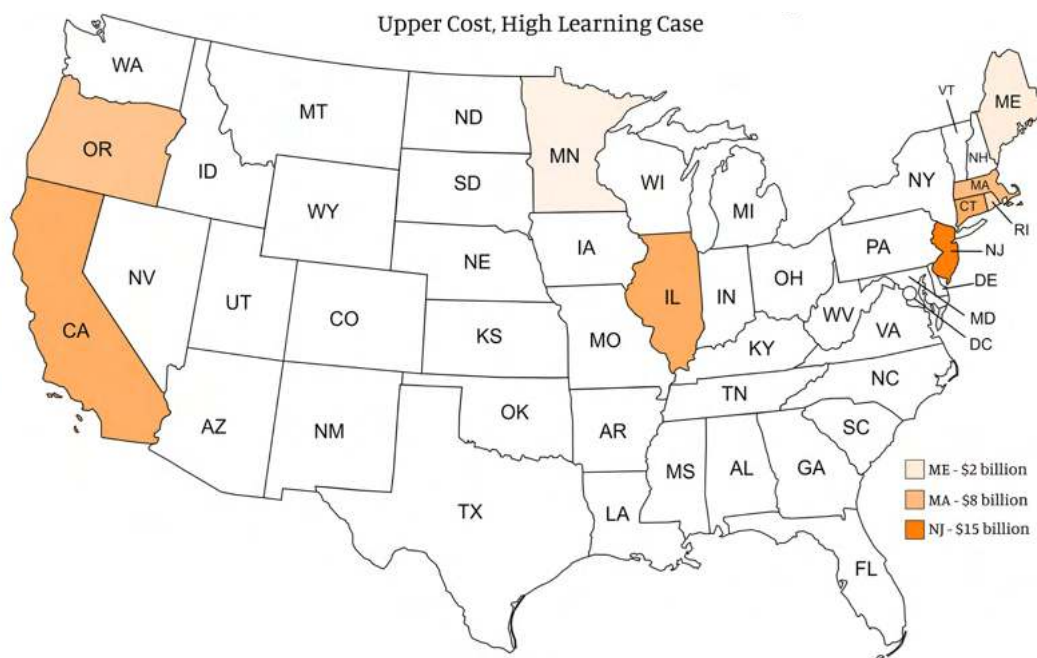 Upper Cost, High Learning Case
WA
MT
ND
MN
VT
ME
OR
ID
SD
WI
NY
NH
MA
WY
MI
CT
RI
IA
PA
NJ
NE
NV
OH
DE
UT
IL
IN
CA
CO
WV
MD
KS
MO
VA
DC
KY
NC
TN
OK
AZ
NM
AR
SC
MS
AL
GA
ME - $2 billion
MA - $8 billion
TX
LA
NJ - $15 billion
FL